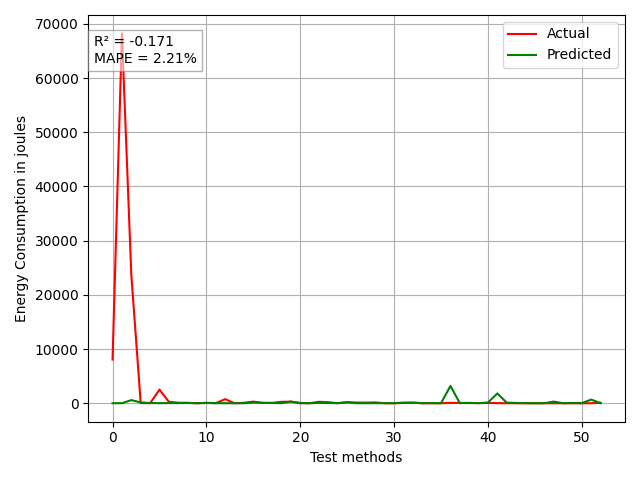 R² = -0.171
MAPE = 2.21%
Actual
Predicted
Energy Consumption in joules
70000
60000
50000
40000
30000
20000
10000
0
0 10 20 30 40 50
Test methods